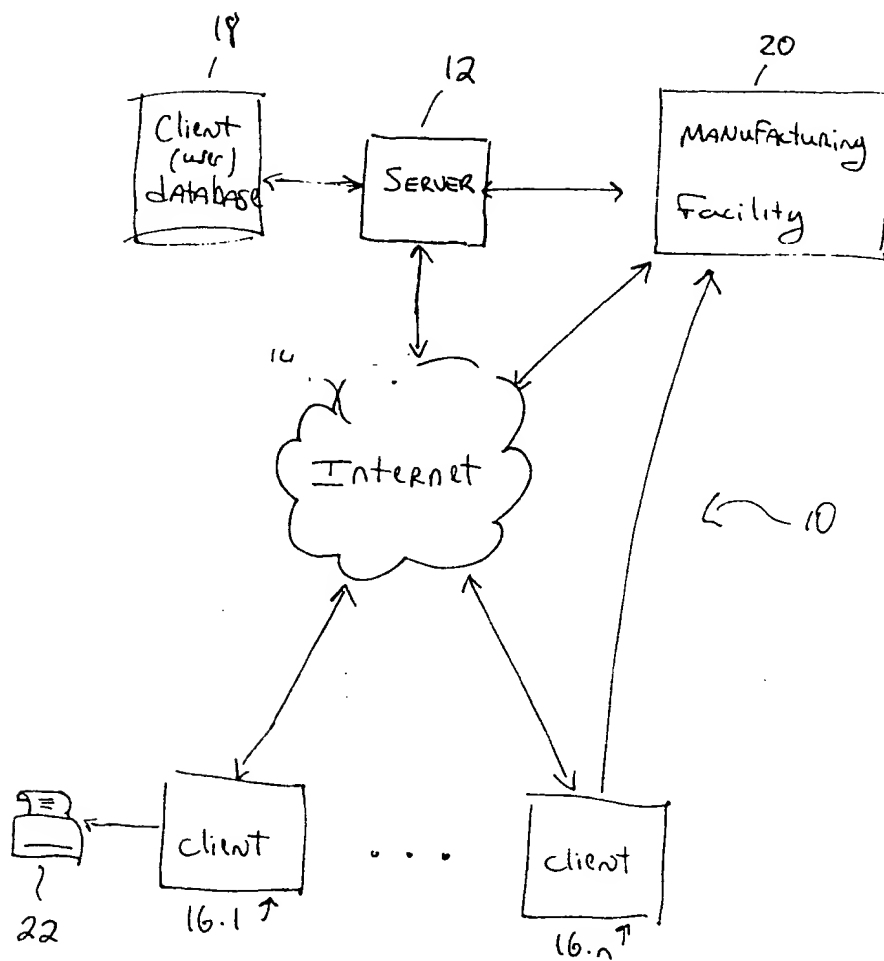 18
12
20
Client
(user)
dATAbASE
SERVER
MANUFACTURING
Facility
Internet
10
client
. . .
client
16.1
16.n
22